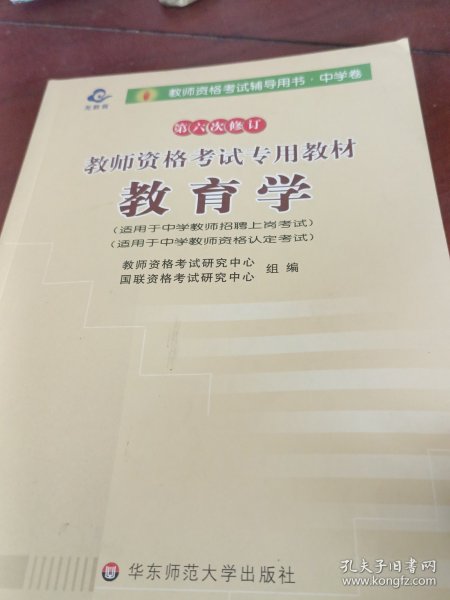 教师资格考试辅导用书·中学卷
第六次修订
教师资格考试专用教材
教育学
(适用于中学教师招聘上岗考试)
(适用于中学教师资格认定考试)
教师资格考试研究中心
国联资格考试研究中心 组编
华东师范大学出版社
孔夫子旧书网
www.kongfz.com